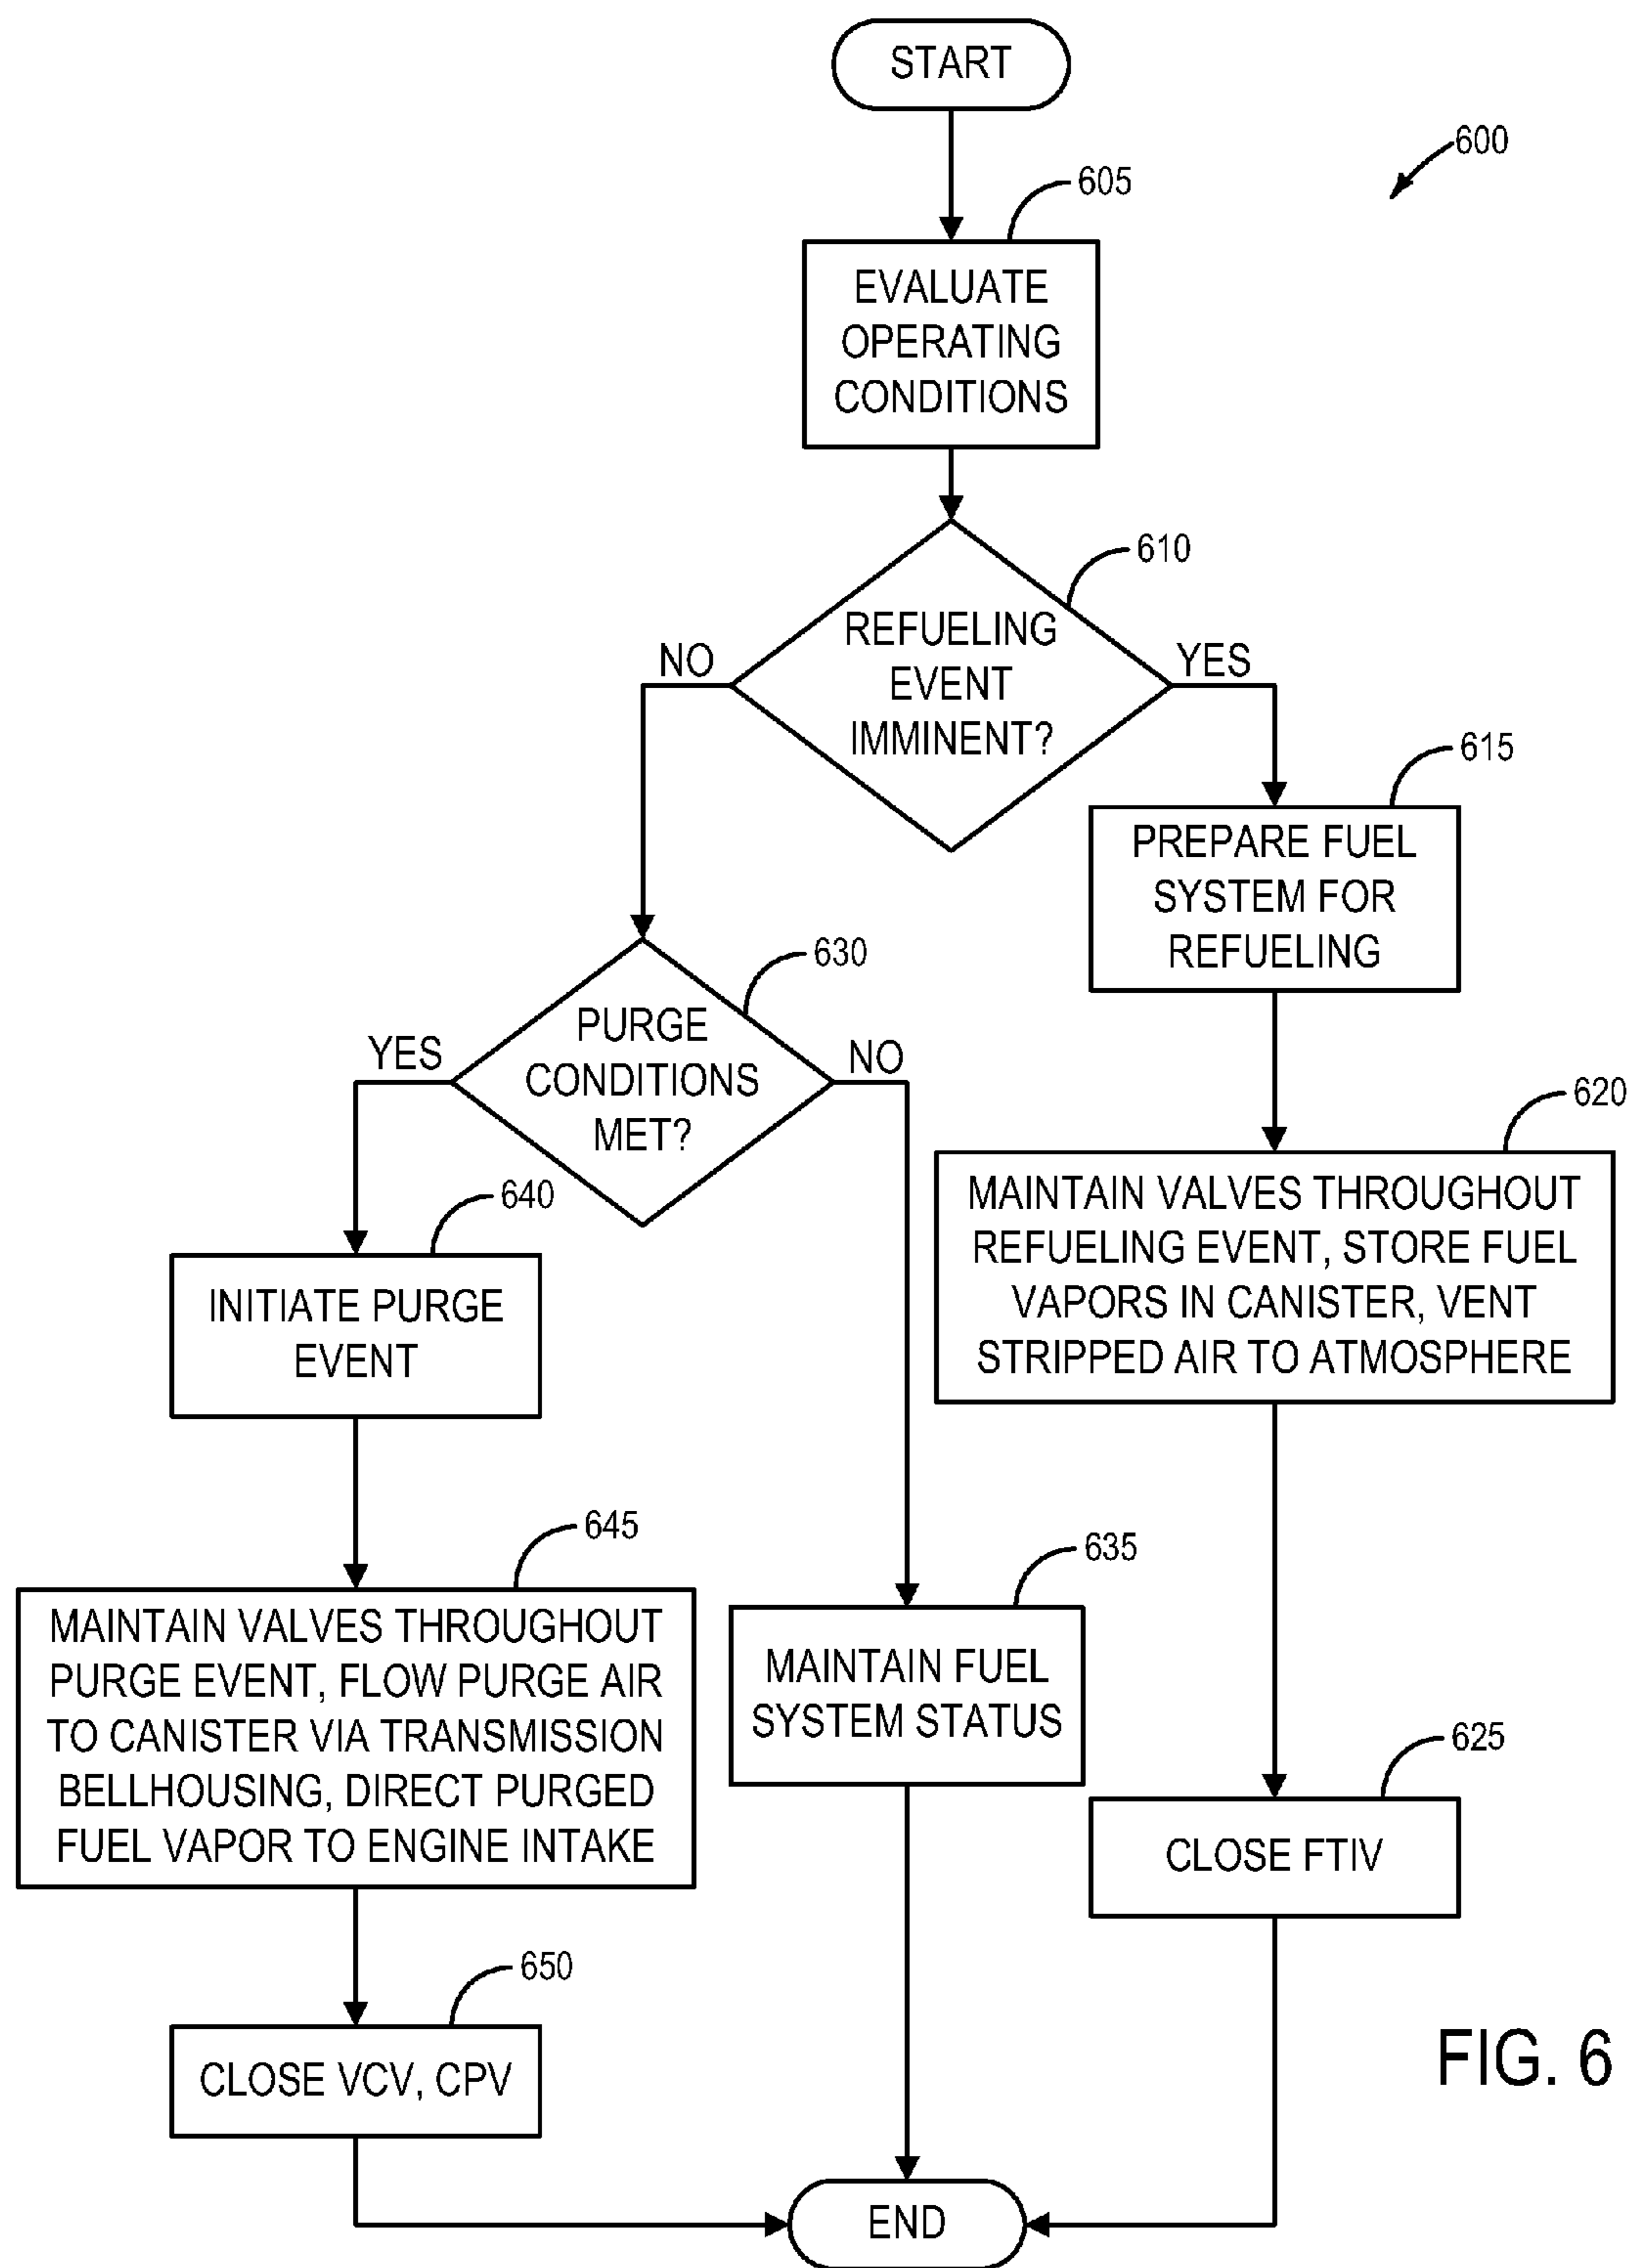 START
600
605
EVALUATE
OPERATING
CONDITIONS
610
REFUELING
EVENT
IMMINENT?
NO
YES
615
PREPARE FUEL
SYSTEM FOR
REFUELING
630
PURGE
CONDITIONS
MET?
YES
NO
620
MAINTAIN VALVES THROUGHOUT
REFUELING EVENT, STORE FUEL
VAPORS IN CANISTER, VENT
STRIPPED AIR TO ATMOSPHERE
640
INITIATE PURGE
EVENT
645
MAINTAIN VALVES THROUGHOUT
PURGE EVENT, FLOW PURGE AIR
TO CANISTER VIA TRANSMISSION
BELLHOUSING, DIRECT PURGED
FUEL VAPOR TO ENGINE INTAKE
635
MAINTAIN FUEL
SYSTEM STATUS
625
CLOSE FTIV
650
CLOSE VCV, CPV
FIG. 6
END